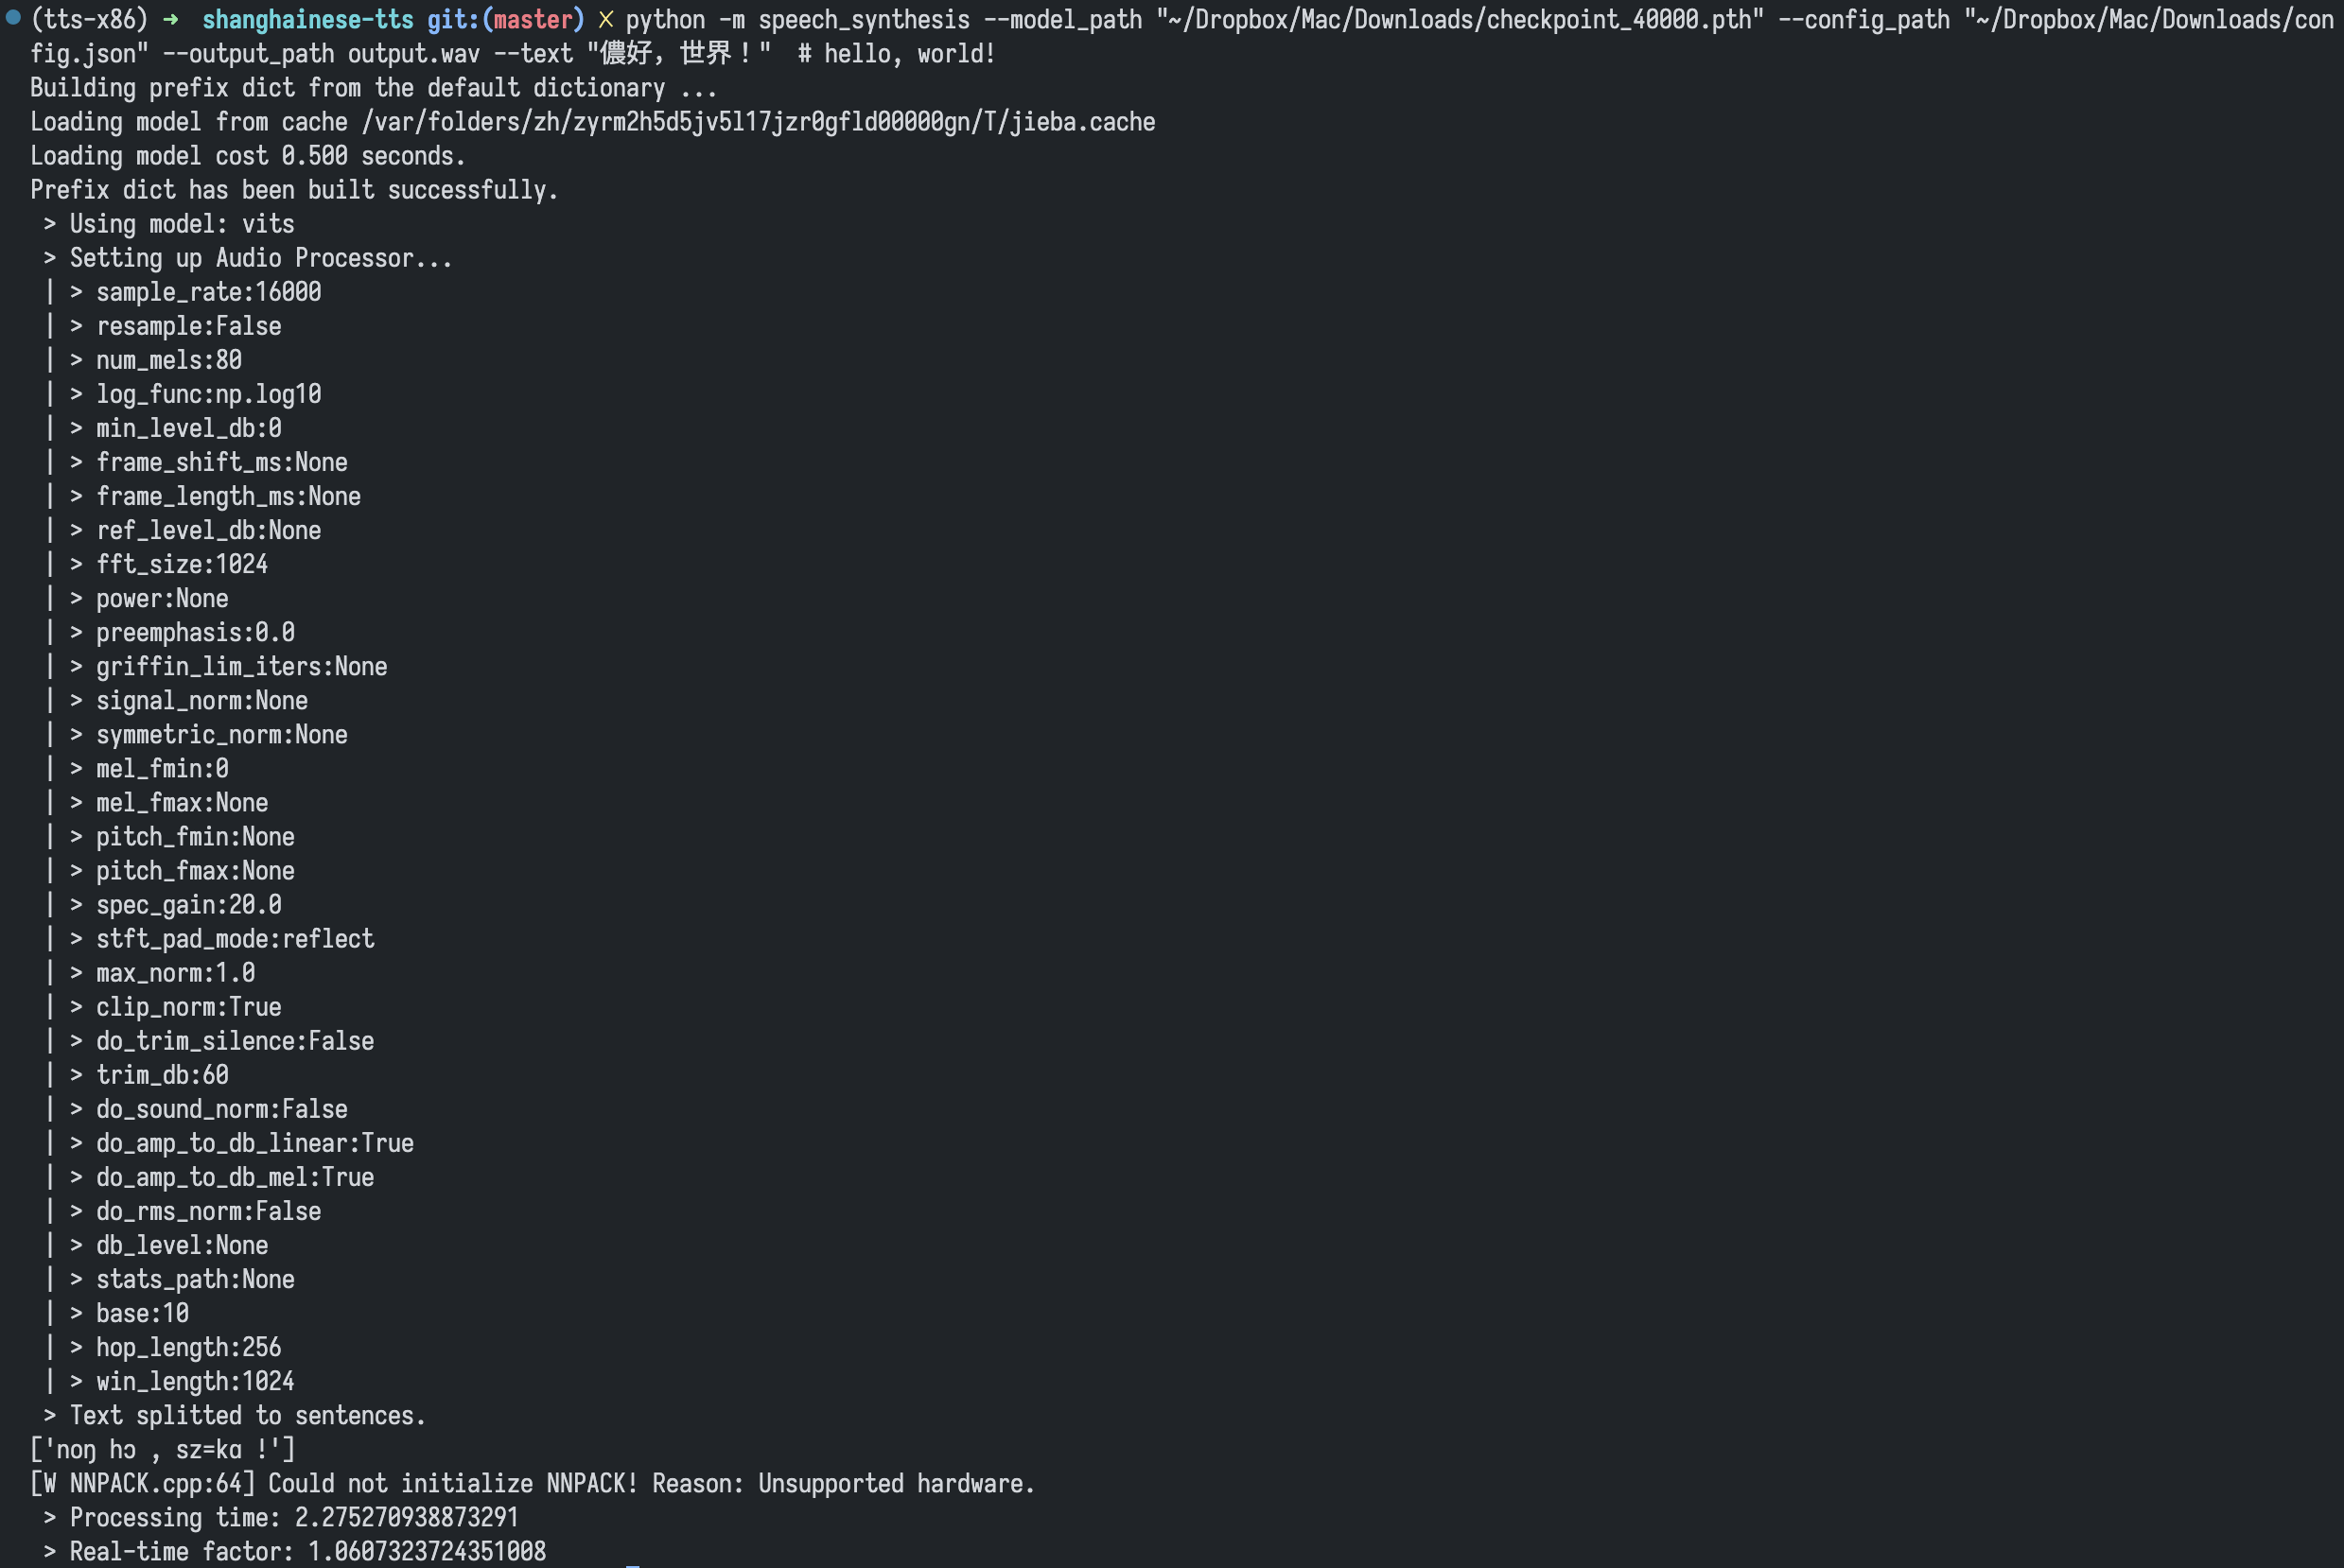 (tts-x86) ➜  shanghainese-tts git:(master) ✗ python -m speech_synthesis --model_path "~/Dropbox/Mac/Downloads/checkpoint_40000.pth" --config_path "~/Dropbox/Mac/Downloads/con
fig.json" --output_path output.wav --text "儂好，世界！"  # hello, world!
Building prefix dict from the default dictionary ...
Loading model from cache /var/folders/zh/zyrm2h5d5jv5l17jzr0gfld00000gn/T/jieba.cache
Loading model cost 0.500 seconds.
Prefix dict has been built successfully.
 > Using model: vits
 > Setting up Audio Processor...
 | > sample_rate:16000
 | > resample:False
 | > num_mels:80
 | > log_func:np.log10
 | > min_level_db:0
 | > frame_shift_ms:None
 | > frame_length_ms:None
 | > ref_level_db:None
 | > fft_size:1024
 | > power:None
 | > preemphasis:0.0
 | > griffin_lim_iters:None
 | > signal_norm:None
 | > symmetric_norm:None
 | > mel_fmin:0
 | > mel_fmax:None
 | > pitch_fmin:None
 | > pitch_fmax:None
 | > spec_gain:20.0
 | > stft_pad_mode:reflect
 | > max_norm:1.0
 | > clip_norm:True
 | > do_trim_silence:False
 | > trim_db:60
 | > do_sound_norm:False
 | > do_amp_to_db_linear:True
 | > do_amp_to_db_mel:True
 | > do_rms_norm:False
 | > db_level:None
 | > stats_path:None
 | > base:10
 | > hop_length:256
 | > win_length:1024
 > Text splitted to sentences.
['noŋ hɔ , sz=kɑ !']
[W NNPACK.cpp:64] Could not initialize NNPACK! Reason: Unsupported hardware.
 > Processing time: 2.275270938873291
 > Real-time factor: 1.0607323724351008